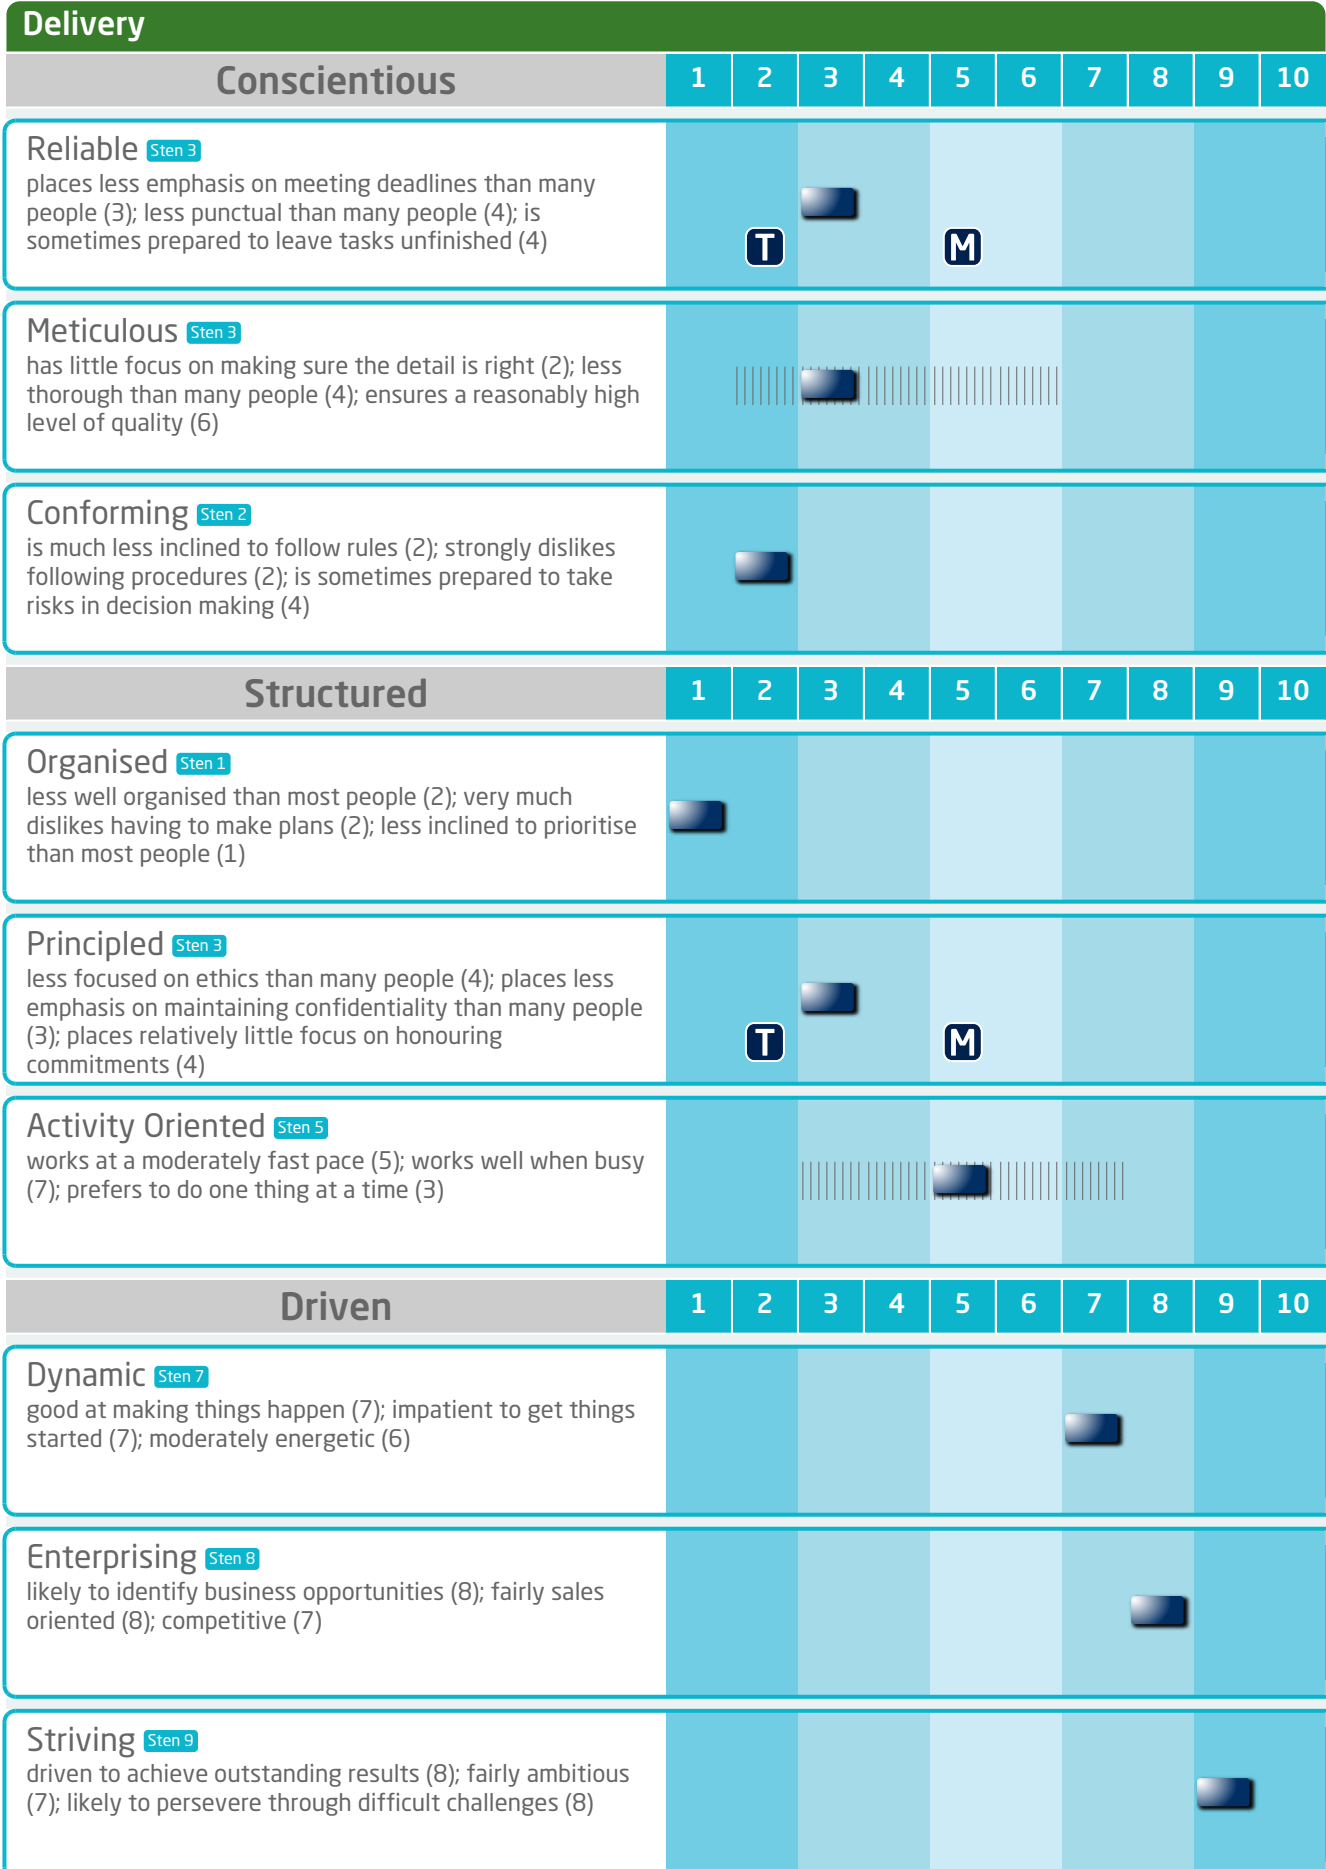 Delivery
Conscientious 1 2 3 4 5 6 7 8 9 10
Reliable Sten 3
places less emphasis on meeting deadlines than many
people (3); less punctual than many people (4); is
sometimes prepared to leave tasks unfinished (4)
T M
Meticulous Sten 3
has little focus on making sure the detail is right (2); less
thorough than many people (4); ensures a reasonably high
level of quality (6)
Conforming Sten 2
is much less inclined to follow rules (2); strongly dislikes
following procedures (2); is sometimes prepared to take
risks in decision making (4)
Structured 1 2 3 4 5 6 7 8 9 10
Organised Sten 1
less well organised than most people (2); very much
dislikes having to make plans (2); less inclined to prioritise
than most people (1)
Principled Sten 3
less focused on ethics than many people (4); places less
emphasis on maintaining confidentiality than many people
(3); places relatively little focus on honouring
commitments (4)
T M
Activity Oriented Sten 5
works at a moderately fast pace (5); works well when busy
(7); prefers to do one thing at a time (3)
Driven 1 2 3 4 5 6 7 8 9 10
Dynamic Sten 7
good at making things happen (7); impatient to get things
started (7); moderately energetic (6)
Enterprising Sten 8
likely to identify business opportunities (8); fairly sales
oriented (8); competitive (7)
Striving Sten 9
driven to achieve outstanding results (8); fairly ambitious
(7); likely to persevere through difficult challenges (8)